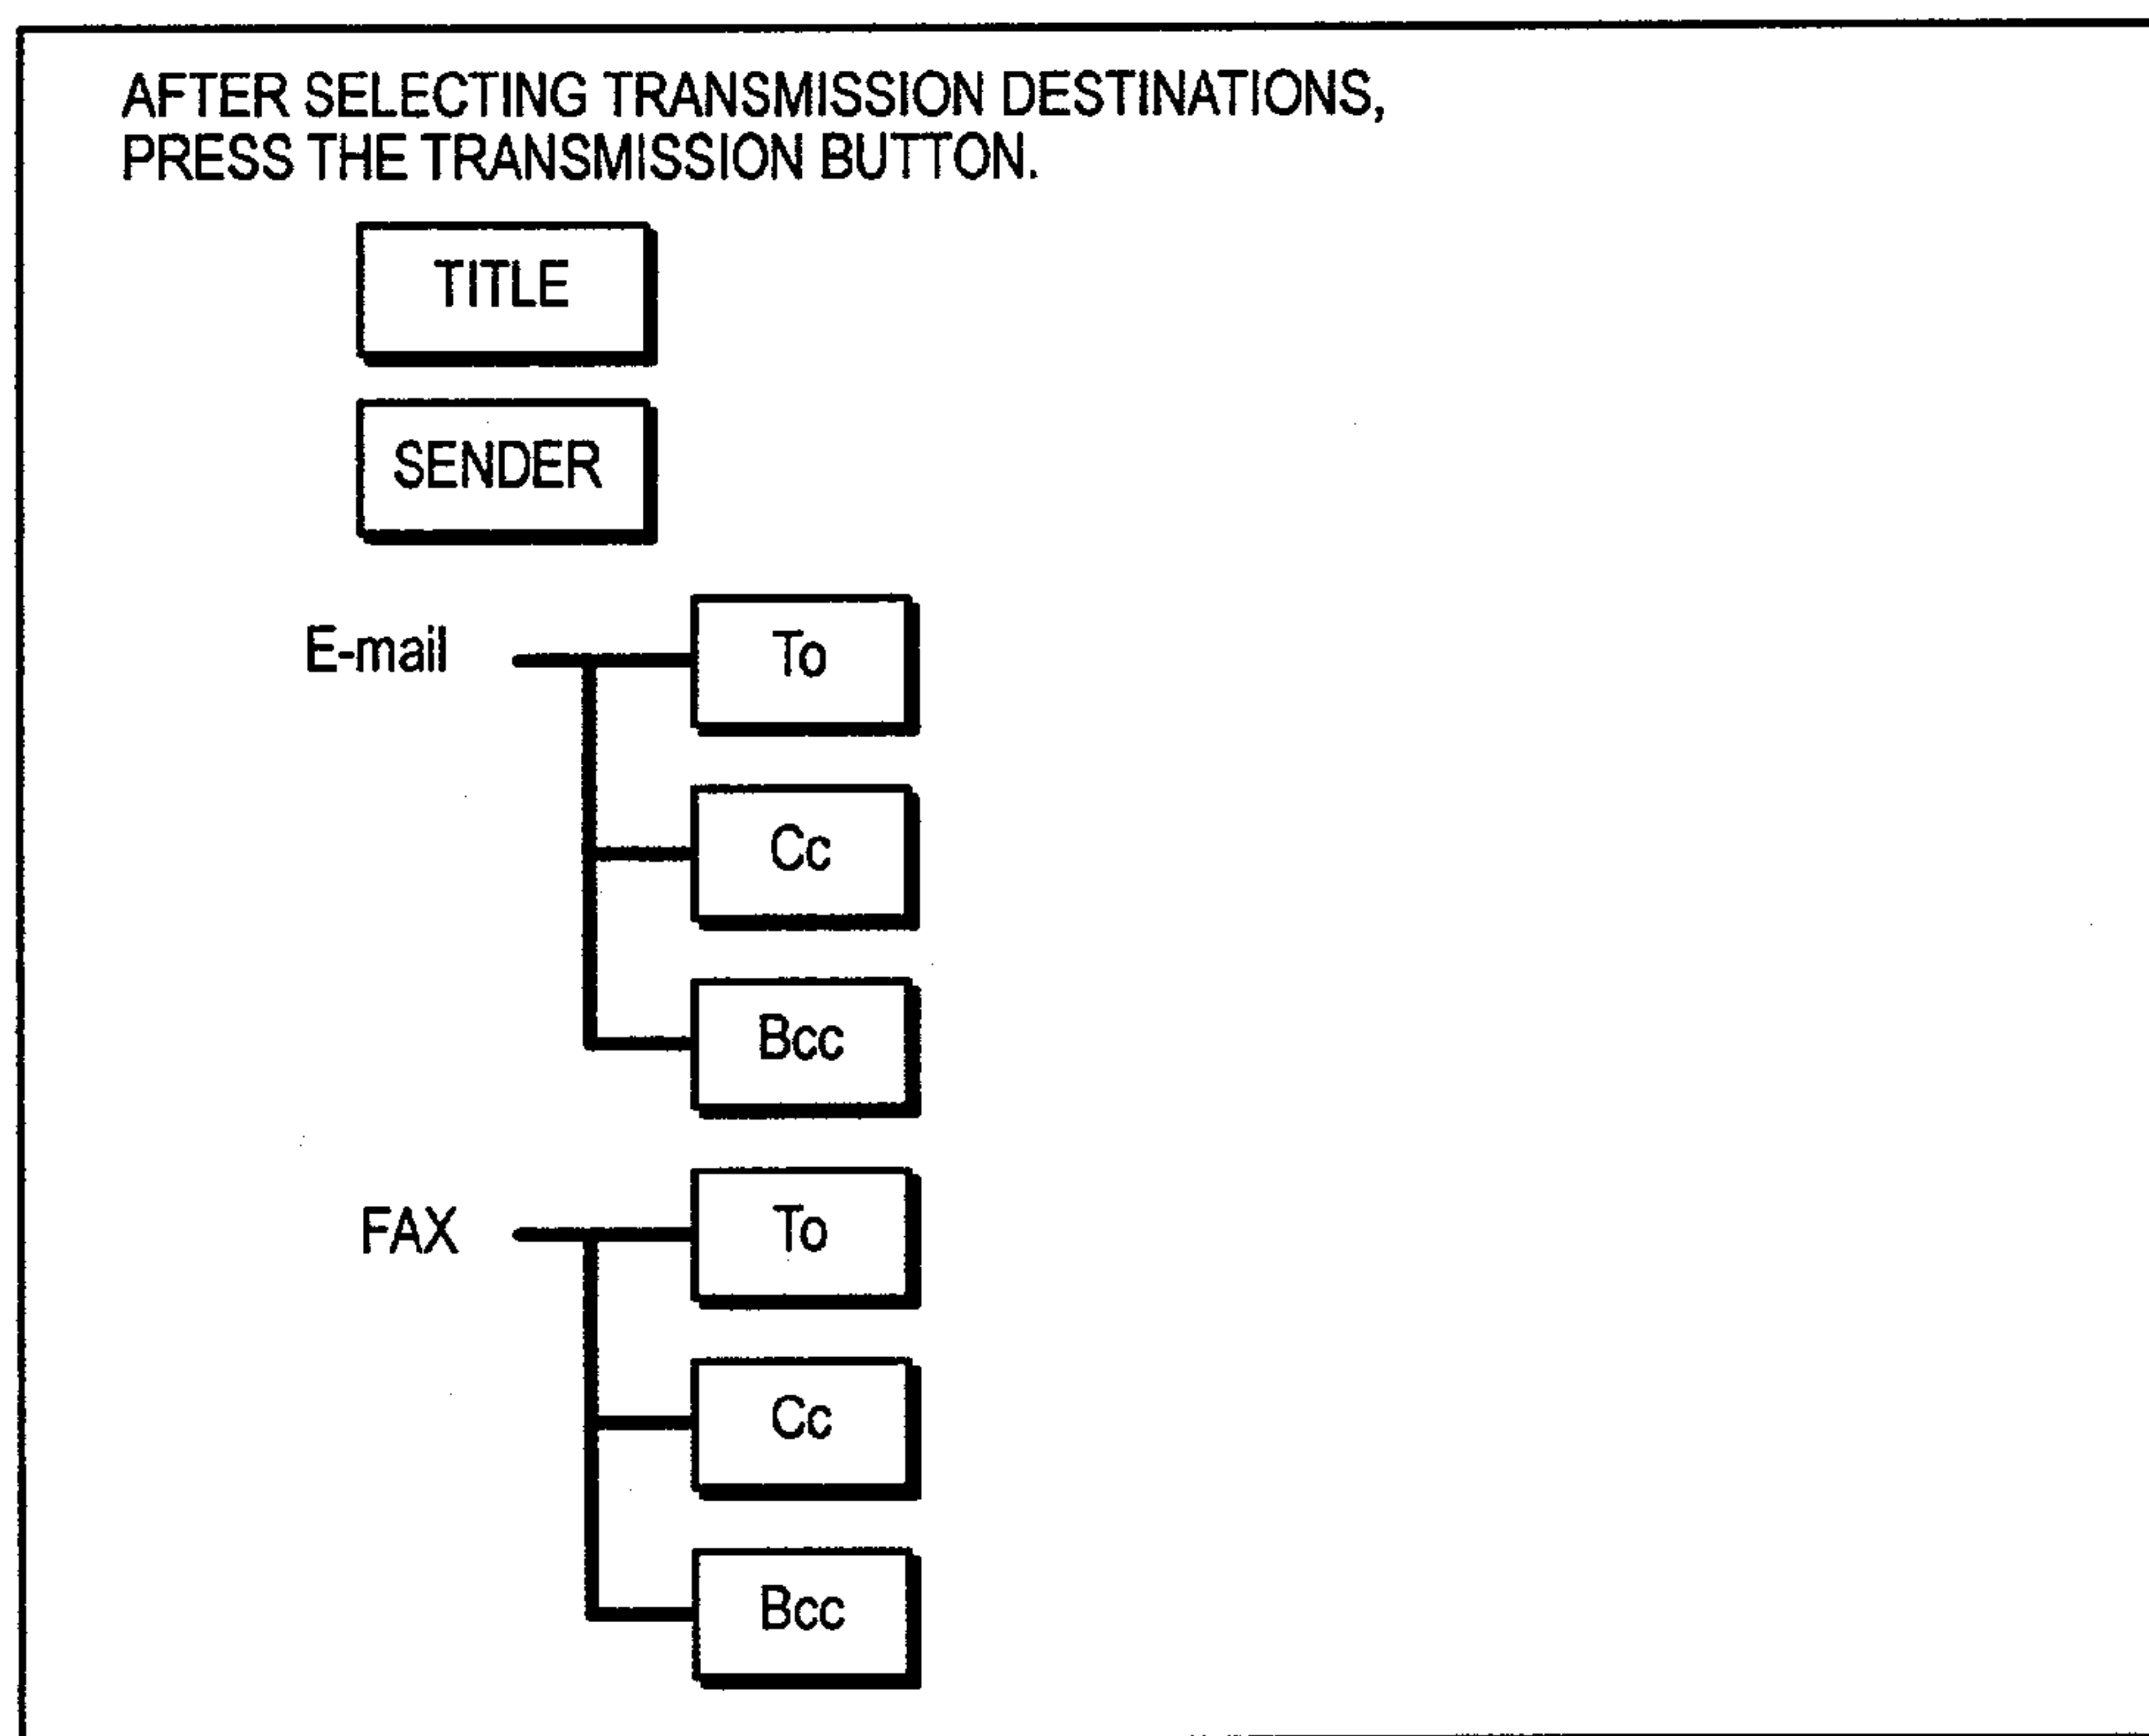 AFTER SELECTING TRANSMISSION DESTINATIONS,
PRESS THE TRANSMISSION BUTTON.
TITLE
SENDER
E-mail To
Cc
Bcc
FAX To
Cc
Bcc